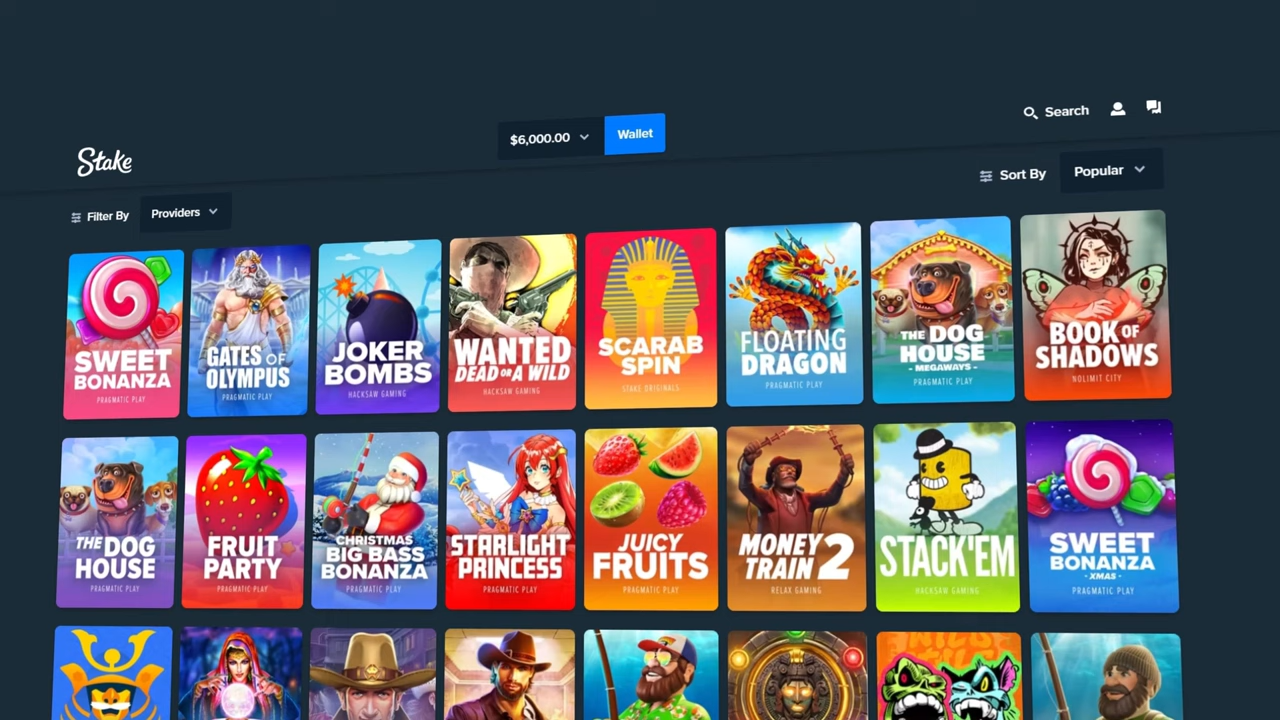 Search
$6,000.00
Wallet
Stake
Sort By
Popular
Filter By
Providers
SWEET
BONANZA
PRAGMATIC PLAY
GATES OF
OLYMPUS
PRAGMATIC PLAY
JOKER
BOMBS
HACKSAW GAMING
WANTED
DEAD OR A WILD
HACKSAW GAMING
SCARAB
SPIN
STAKE ORIGINALS
FLOATING
DRAGON
PRAGMATIC PLAY
THE DOG
HOUSE
- MEGAWAYS -
PRAGMATIC PLAY
BOOK OF
SHADOWS
NOLIMIT CITY
THE DOG
HOUSE
PRAGMATIC PLAY
FRUIT
PARTY
PRAGMATIC PLAY
CHRISTMAS
BIG BASS
BONANZA
PRAGMATIC PLAY
STARLIGHT
PRINCESS
PRAGMATIC PLAY
JUICY
FRUITS
PRAGMATIC PLAY
MONEY
TRAIN 2
RELAX GAMING
STACK'EM
HACKSAW GAMING
SWEET
BONANZA
- XMAS -
PRAGMATIC PLAY